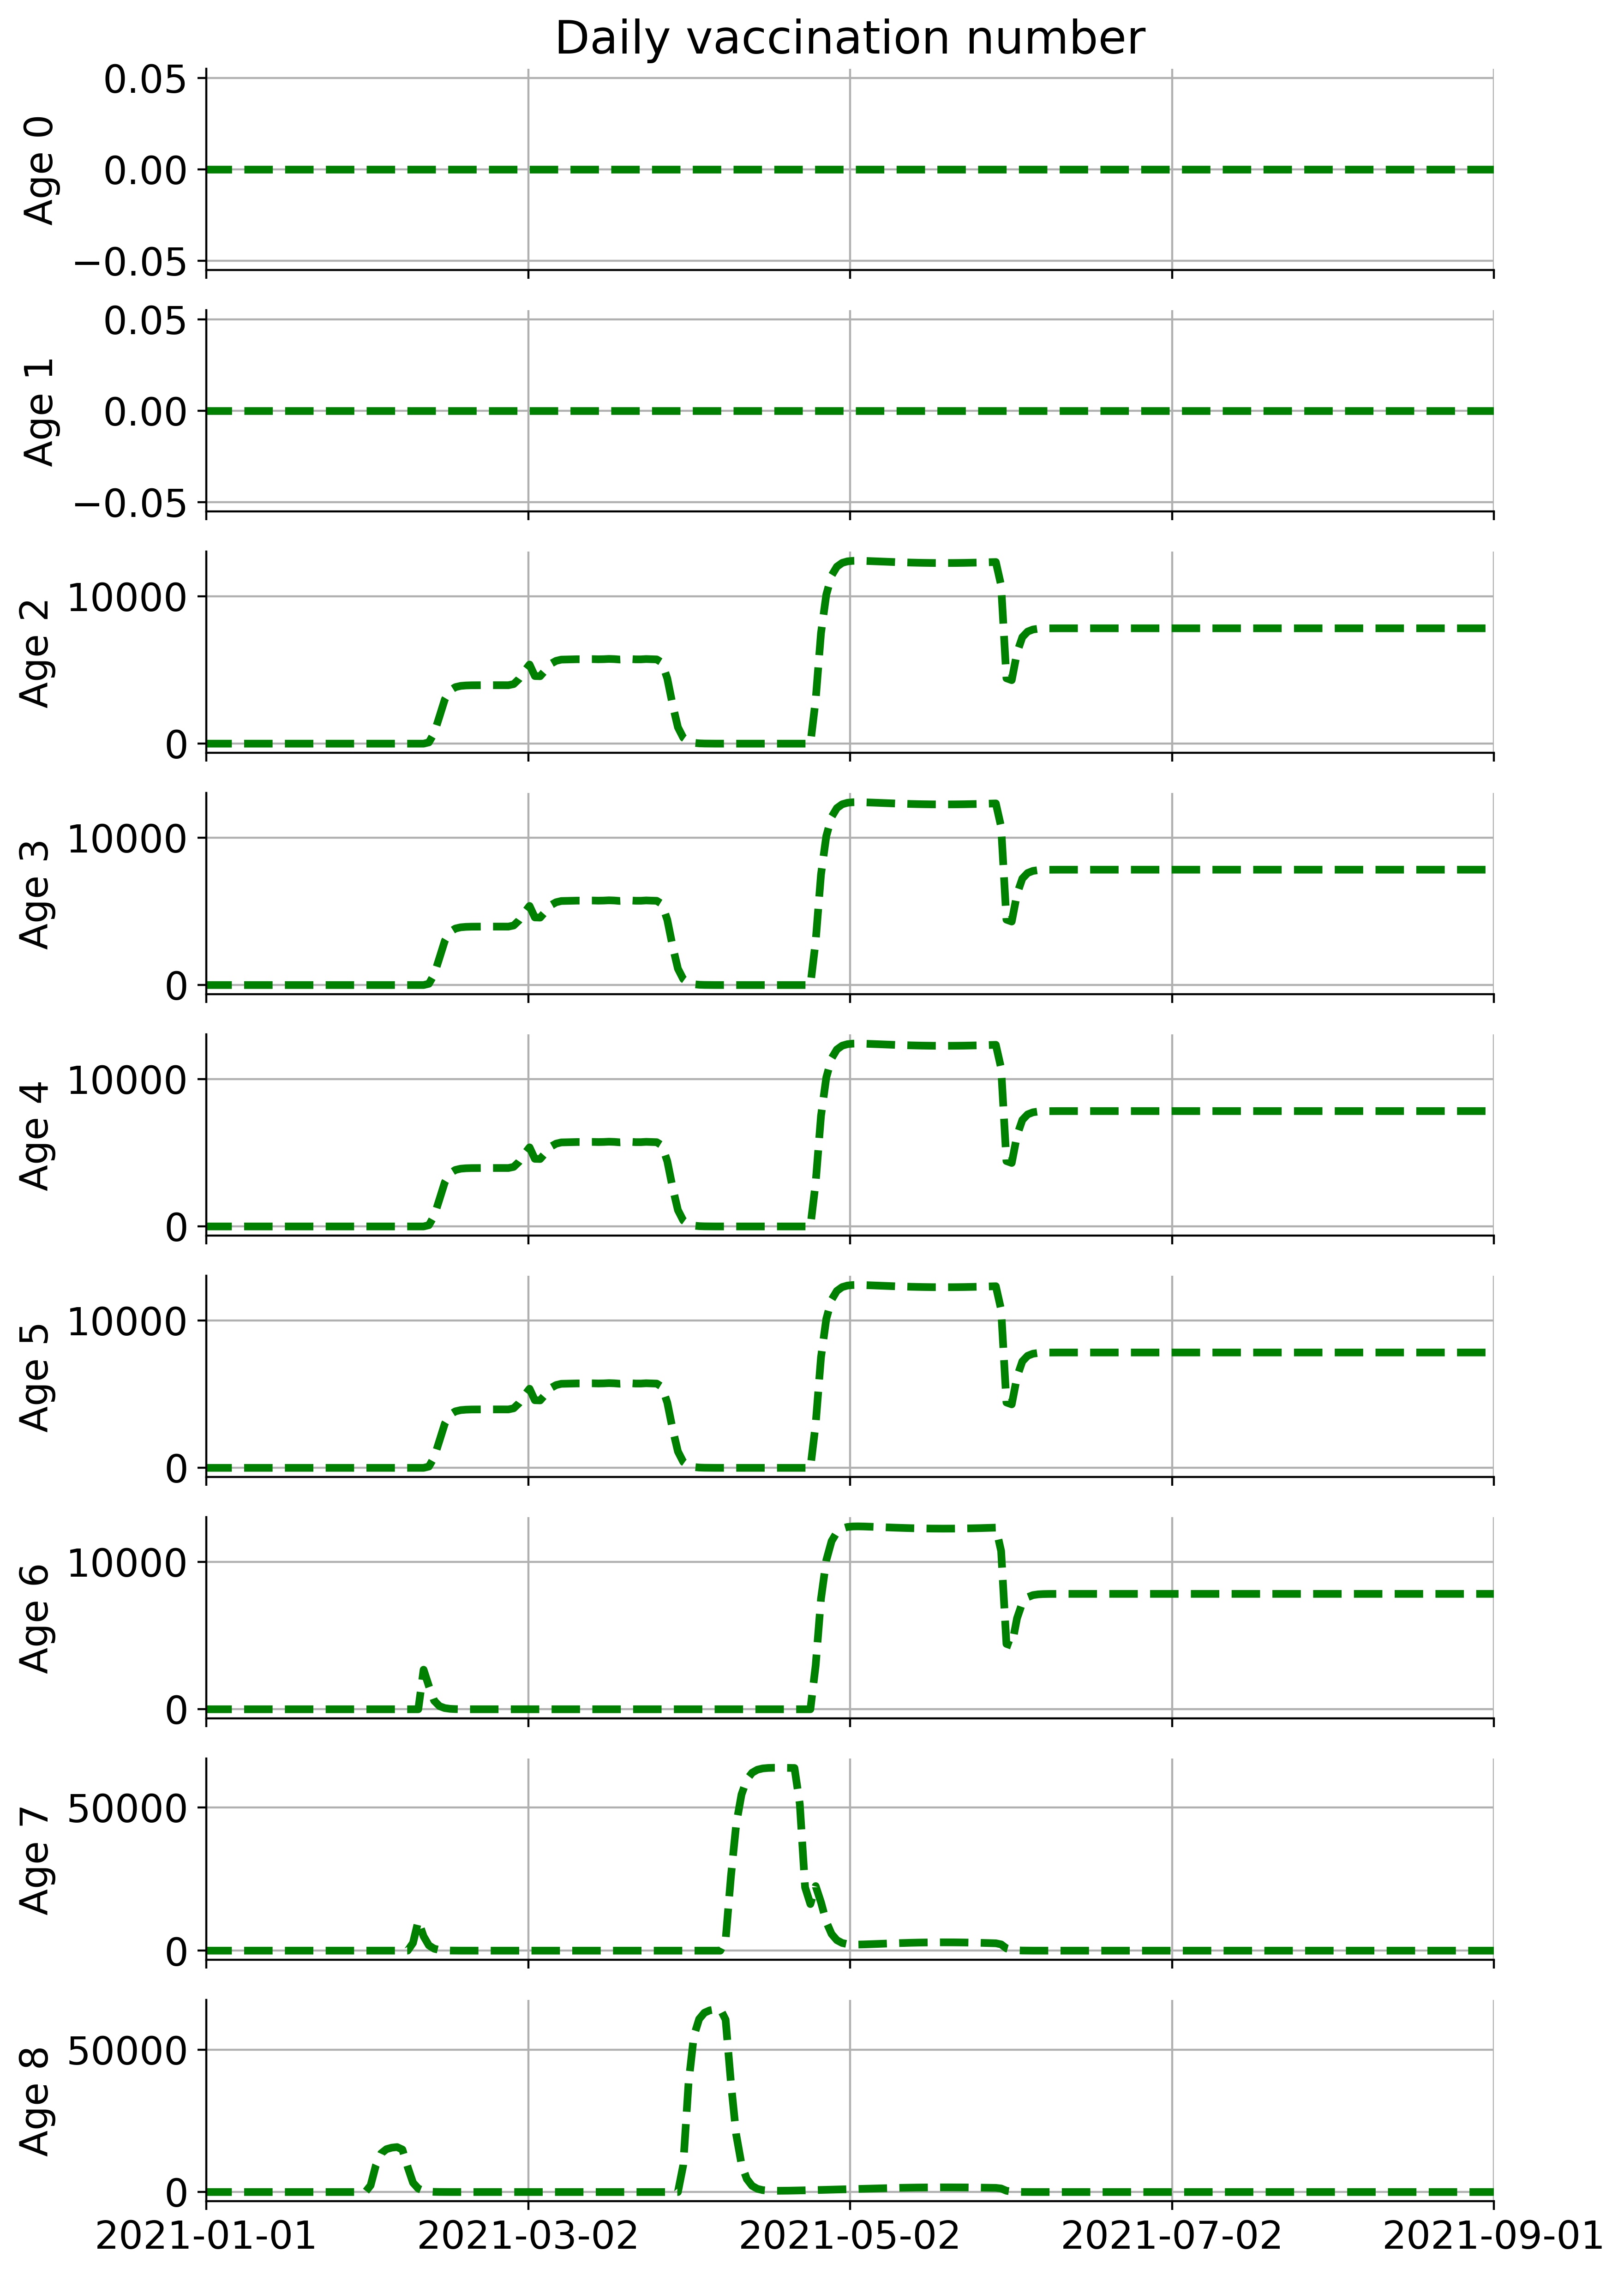 Daily vaccination number
0.05
0.00
−0.05
Age 0
0.05
0.00
−0.05
Age 1
10000
0
Age 2
10000
0
Age 3
10000
0
Age 4
10000
0
Age 5
10000
0
Age 6
50000
0
Age 7
50000
0
Age 8
2021-01-01 2021-03-02 2021-05-02 2021-07-02 2021-09-01